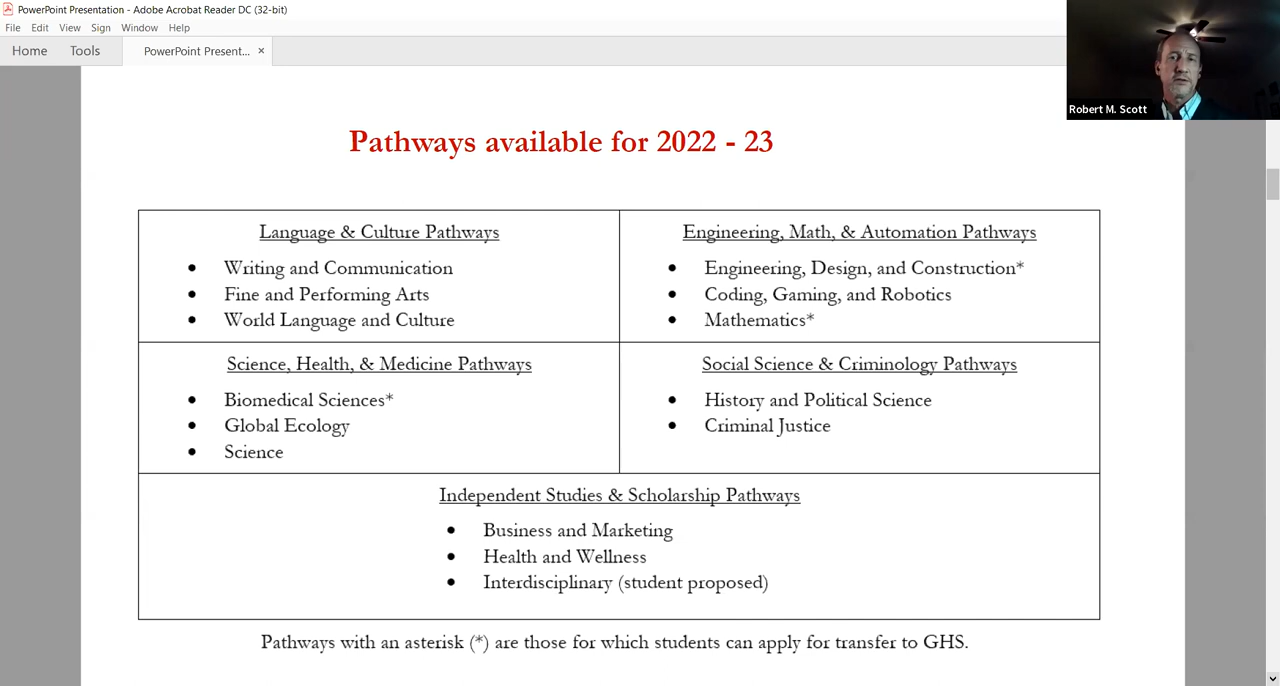 PowerPoint Presentation - Adobe Acrobat Reader DC (32-bit)
File Edit View Sign Window Help
Home Tools PowerPoint Present... ×
Robert M. Scott
Pathways available for 2022 - 23
Language & Culture Pathways
• Writing and Communication
• Fine and Performing Arts
• World Language and Culture
Engineering, Math, & Automation Pathways
• Engineering, Design, and Construction*
• Coding, Gaming, and Robotics
• Mathematics*
Science, Health, & Medicine Pathways
• Biomedical Sciences*
• Global Ecology
• Science
Social Science & Criminology Pathways
• History and Political Science
• Criminal Justice
Independent Studies & Scholarship Pathways
• Business and Marketing
• Health and Wellness
• Interdisciplinary (student proposed)
Pathways with an asterisk (*) are those for which students can apply for transfer to GHS.